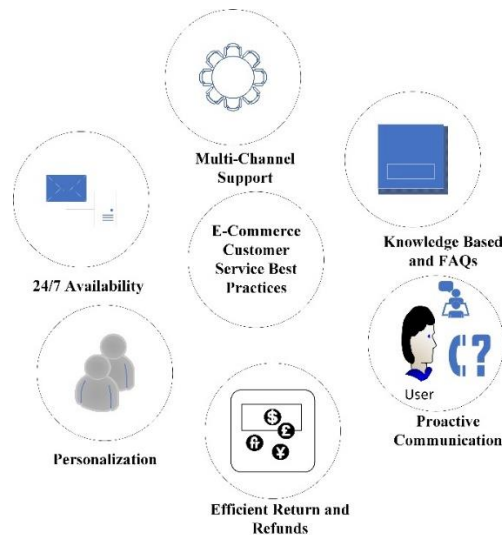 Multi-Channel
Support
Knowledge Based
and FAQs
E-Commerce
Customer
Service Best
Practices
24/7 Availability
User
Proactive
Communication
Personalization
$
£
¥
Efficient Return and
Refunds